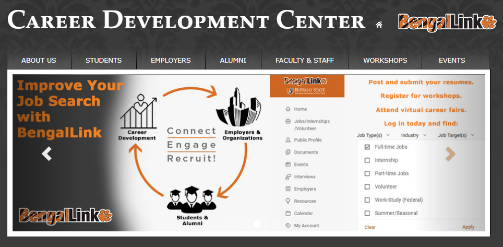 CAREER DEVELOPMENT CENTER
BengalLink
ABOUT US
STUDENTS
EMPLOYERS
ALUMNI
FACULTY & STAFF
WORKSHOPS
EVENTS
Improve Your
Job Search
with
BengalLink
Career
Development
Connect
Engage
Recruit!
Employers &
Organizations
Students &
Alumni
BengalLink
BengalLink
BUFFALO STATE
Home
Jobs/Internships
/Volunteer
Public Profile
Documents
Events
Interviews
Employers
Resources
Calendar
My Account
Post and submit your resumes.
Register for workshops.
Attend virtual career fairs.
Log in today and find:
Job Type(s)
Industry
Job Target(s)
Full-time Jobs
Internship
Part-time Jobs
Volunteer
Work-Study (Federal)
Summer/Seasonal
Clear
Apply